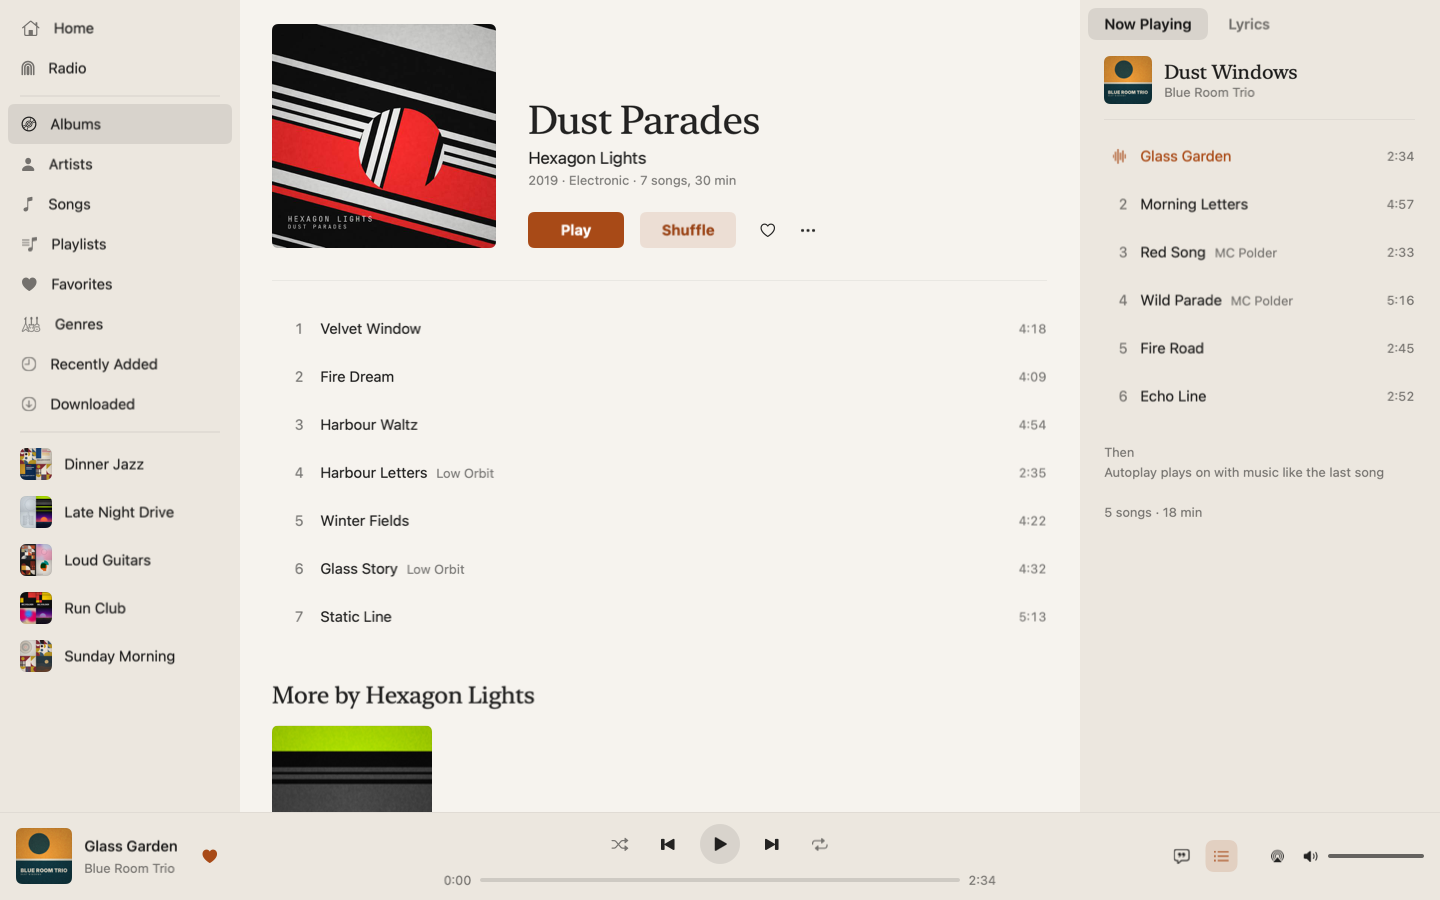 Home
Radio
Albums
Artists
Songs
Playlists
Favorites
Genres
Recently Added
Downloaded
Dinner Jazz
Late Night Drive
Loud Guitars
Run Club
Sunday Morning
HEXAGON LIGHTS
DUST PARADES
Dust Parades
Hexagon Lights
2019 · Electronic · 7 songs, 30 min
Play
Shuffle
1 Velvet Window 4:18
2 Fire Dream 4:09
3 Harbour Waltz 4:54
4 Harbour Letters Low Orbit 2:35
5 Winter Fields 4:22
6 Glass Story Low Orbit 4:32
7 Static Line 5:13
More by Hexagon Lights
Now Playing Lyrics
BLUE ROOM TRIO
Dust Windows
Blue Room Trio
Glass Garden 2:34
2 Morning Letters 4:57
3 Red Song MC Polder 2:33
4 Wild Parade MC Polder 5:16
5 Fire Road 2:45
6 Echo Line 2:52
Then
Autoplay plays on with music like the last song
5 songs · 18 min
BLUE ROOM TRIO
Glass Garden
Blue Room Trio
0:00 2:34